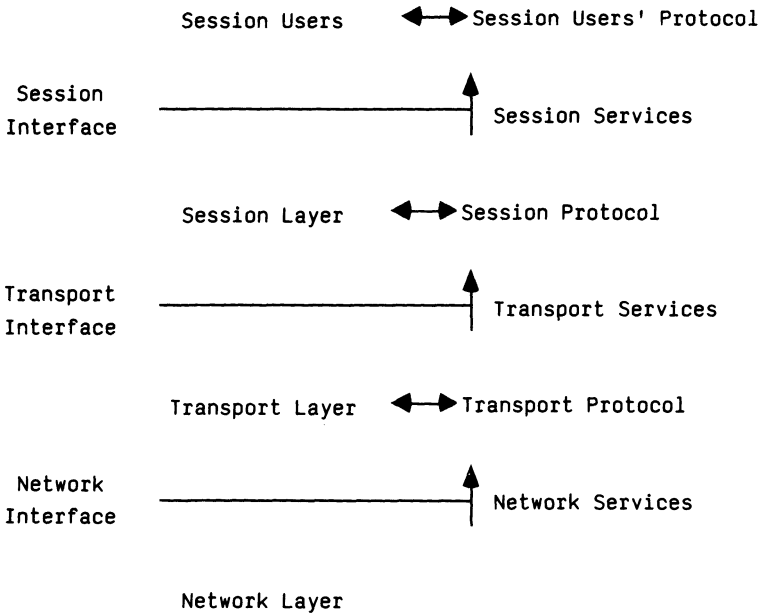 Session Users Session Users' Protocol
Session
Interface
Session Services
Session Layer Session Protocol
Transport
Interface
Transport Services
Transport Layer Transport Protocol
Network
Interface
Network Services
Network Layer